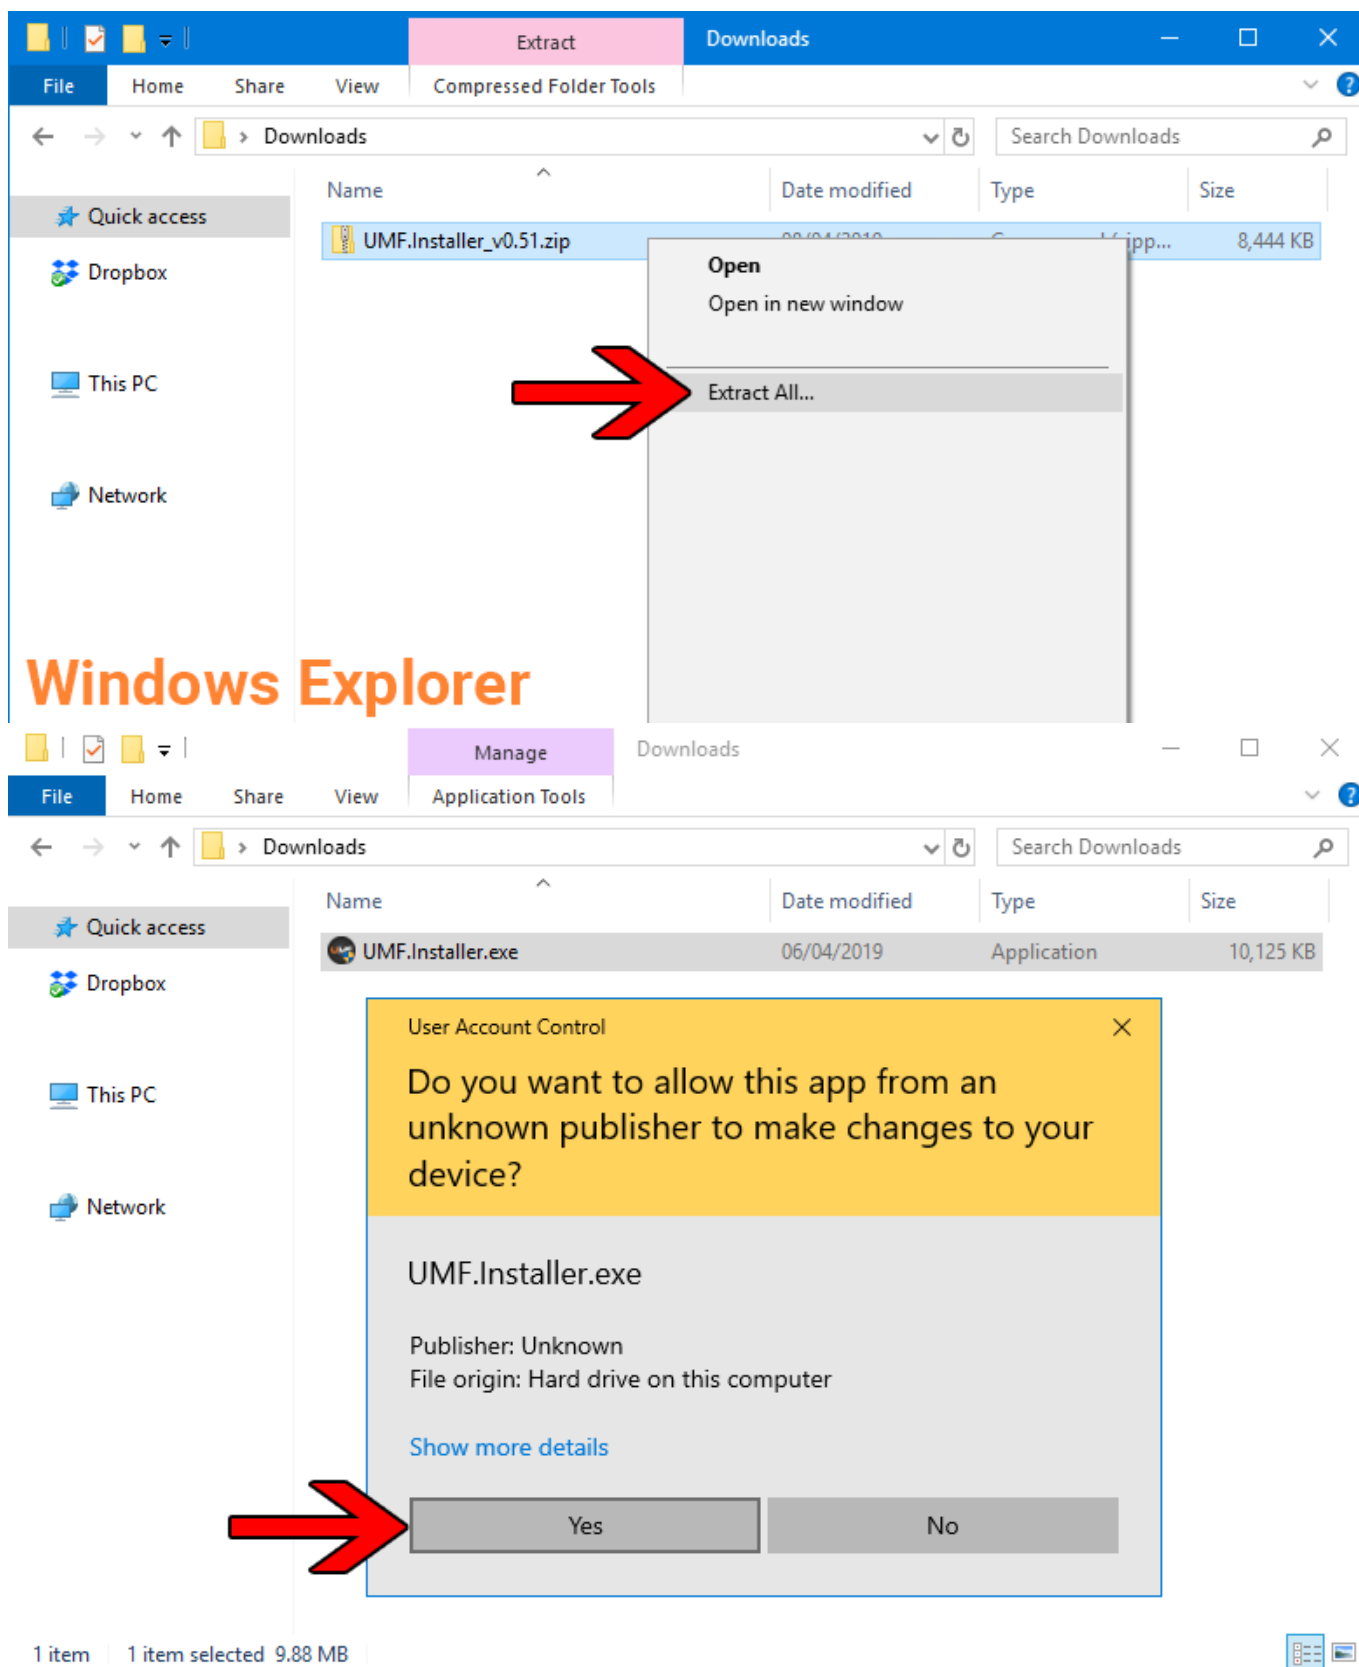 Extract Downloads
File Home Share View Compressed Folder Tools
Downloads Search Downloads
Name Date modified Type Size
Quick access
UMF.Installer_v0.51.zip 8,444 KB
Open
Dropbox
Open in new window
This PC
Extract All...
Network
Windows Explorer
Manage Downloads
File Home Share View Application Tools
Downloads Search Downloads
Name Date modified Type Size
Quick access
UMF.Installer.exe 06/04/2019 Application 10,125 KB
Dropbox
User Account Control
Do you want to allow this app from an
unknown publisher to make changes to your
device?
This PC
Network
UMF.Installer.exe
Publisher: Unknown
File origin: Hard drive on this computer
Show more details
Yes No
1 item 1 item selected 9.88 MB